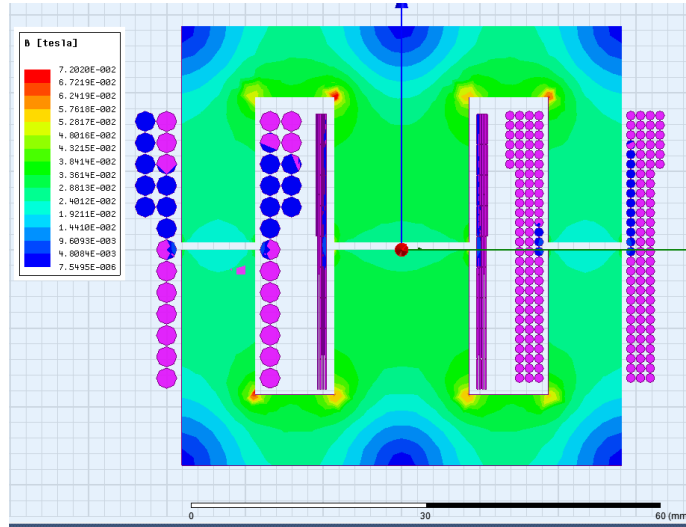 B [tesla]
7.2020E-002
6.7219E-002
6.2419E-002
5.7618E-002
5.2817E-002
4.8016E-002
4.3215E-002
3.8414E-002
3.3614E-002
2.8813E-002
2.4012E-002
1.9211E-002
1.4410E-002
9.6093E-003
4.8084E-003
7.5495E-006
0 30 60 (mm